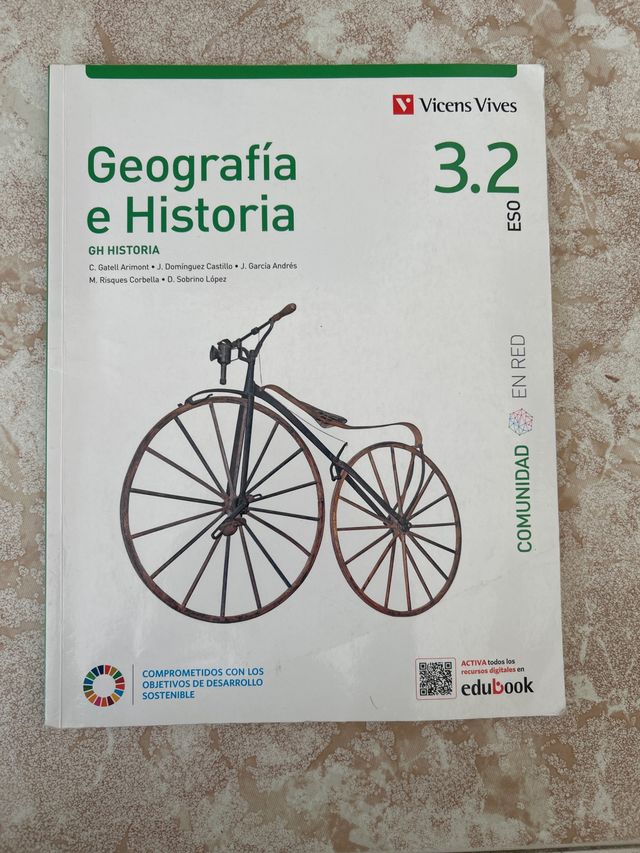 Vicens Vives
Geografía
e Historia
3.2
ESO
GH HISTORIA
C. Gatell Arimont • J. Domínguez Castillo • J. García Andrés
M. Risques Corbella • D. Sobrino López
COMUNIDAD EN RED
COMPROMETIDOS CON LOS
OBJETIVOS DE DESARROLLO
SOSTENIBLE
ACTIVA todos los
recursos digitales en
edubook